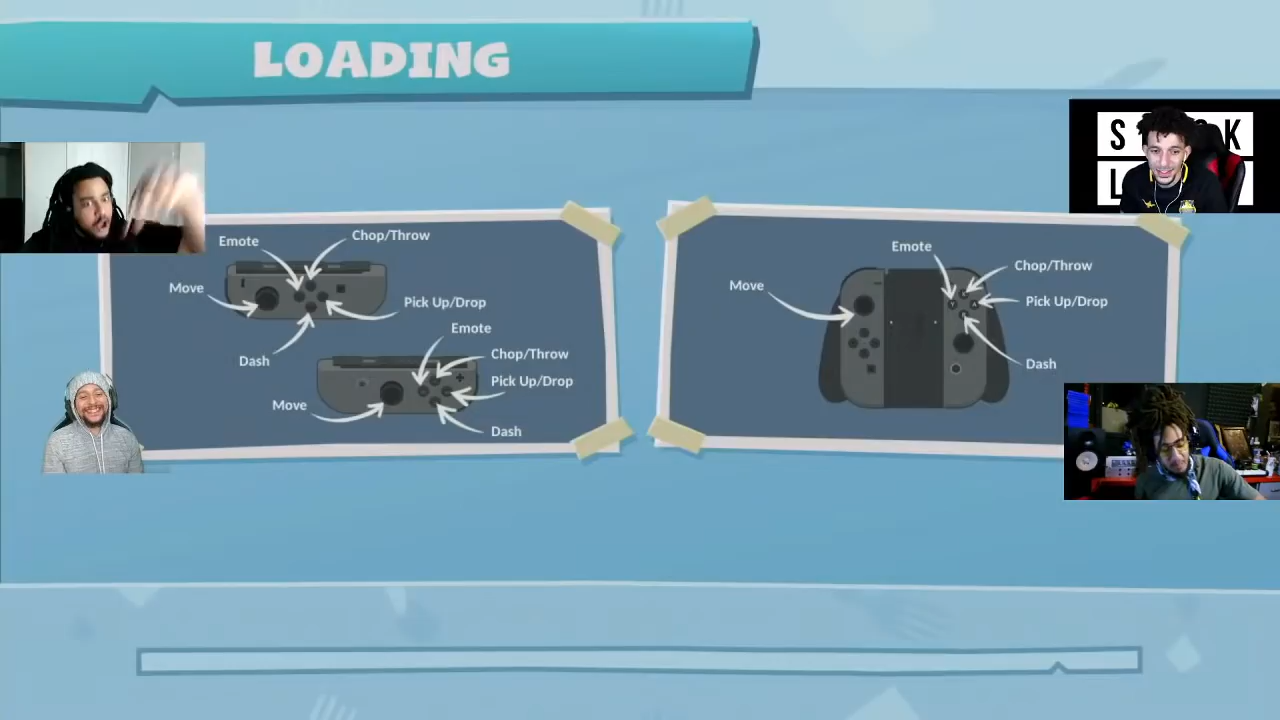 LOADING
S
K
L
Emote
Chop/Throw
Move
Pick Up/Drop
Dash
Emote
Chop/Throw
Pick Up/Drop
Move
Dash
Emote
Chop/Throw
Move
Pick Up/Drop
Dash